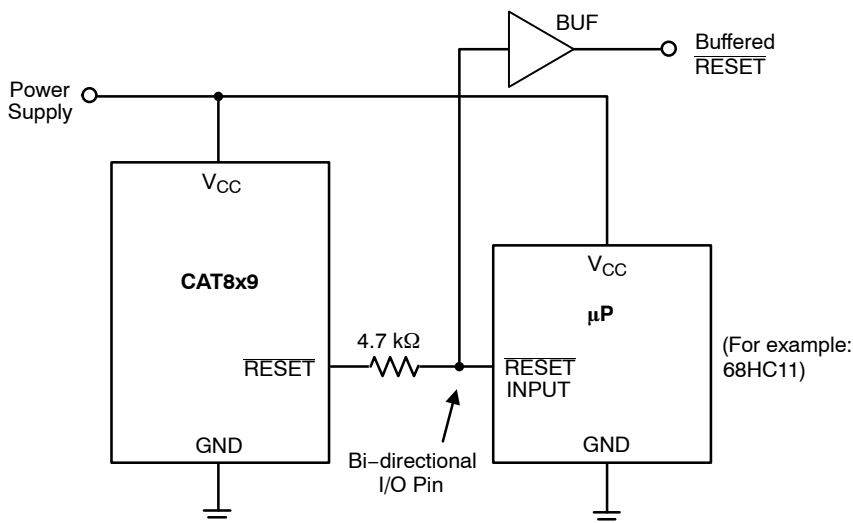 BUF
Buffered
RESET
Power
Supply
VCC
CAT8x9
VCC
µP
4.7 kΩ
RESET
RESET
INPUT
(For example:
68HC11)
GND
GND
Bi−directional
I/O Pin